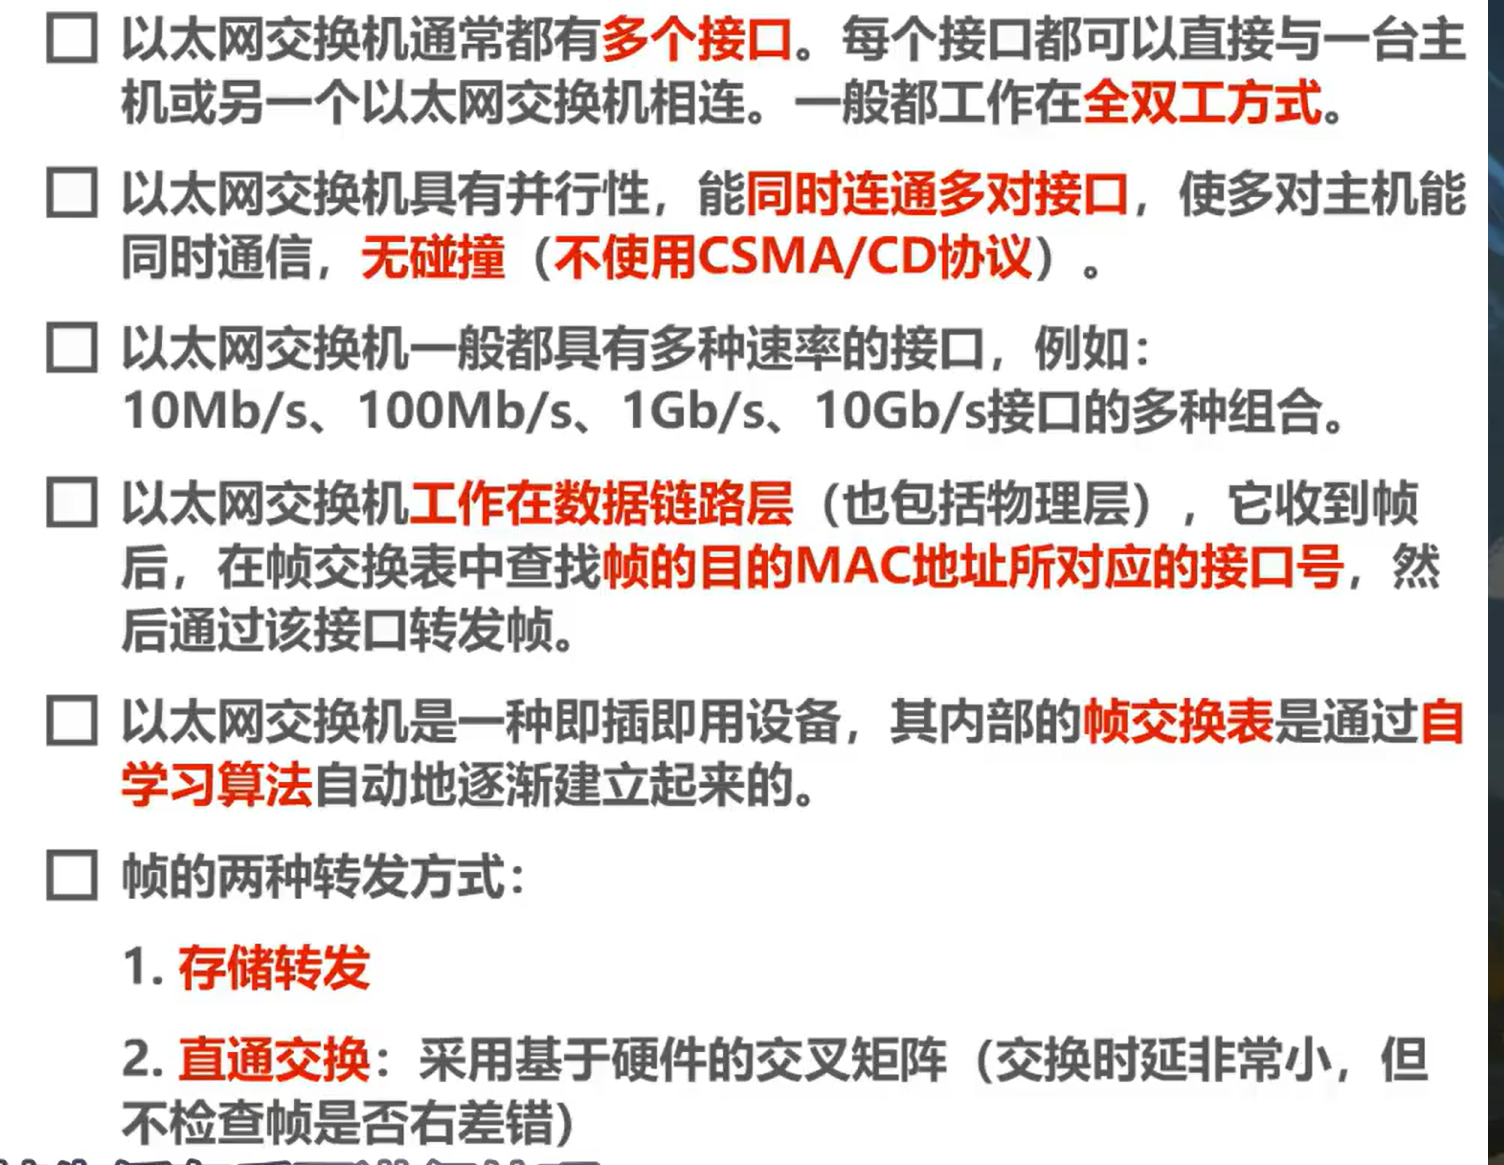 以太网交换机通常都有多个接口。每个接口都可以直接与一台主
机或另一个以太网交换机相连。一般都工作在全双工方式。
以太网交换机具有并行性，能同时连通多对接口，使多对主机能
同时通信，无碰撞（不使用CSMA/CD协议）。
以太网交换机一般都具有多种速率的接口，例如：
10Mb/s、100Mb/s、1Gb/s、10Gb/s接口的多种组合。
以太网交换机工作在数据链路层（也包括物理层），它收到帧
后，在帧交换表中查找帧的目的MAC地址所对应的接口号，然
后通过该接口转发帧。
以太网交换机是一种即插即用设备，其内部的帧交换表是通过自
学习算法自动地逐渐建立起来的。
帧的两种转发方式：
1. 存储转发
2. 直通交换：采用基于硬件的交叉矩阵（交换时延非常小，但
不检查帧是否右差错）